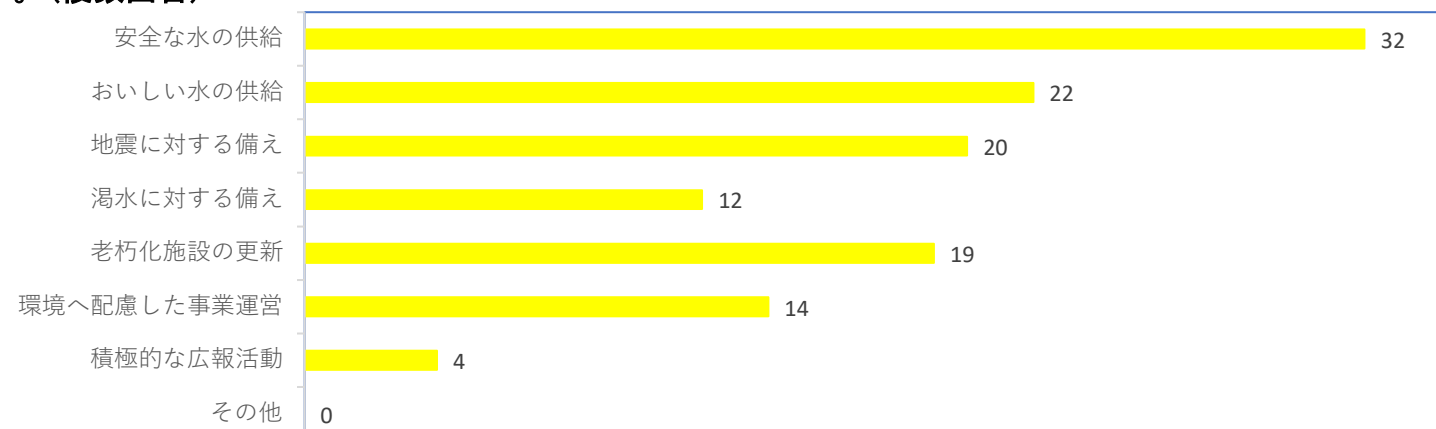 安全な水の供給 32
おいしい水の供給 22
地震に対する備え 20
渇水に対する備え 12
老朽化施設の更新 19
環境へ配慮した事業運営 14
積極的な広報活動 4
その他 0